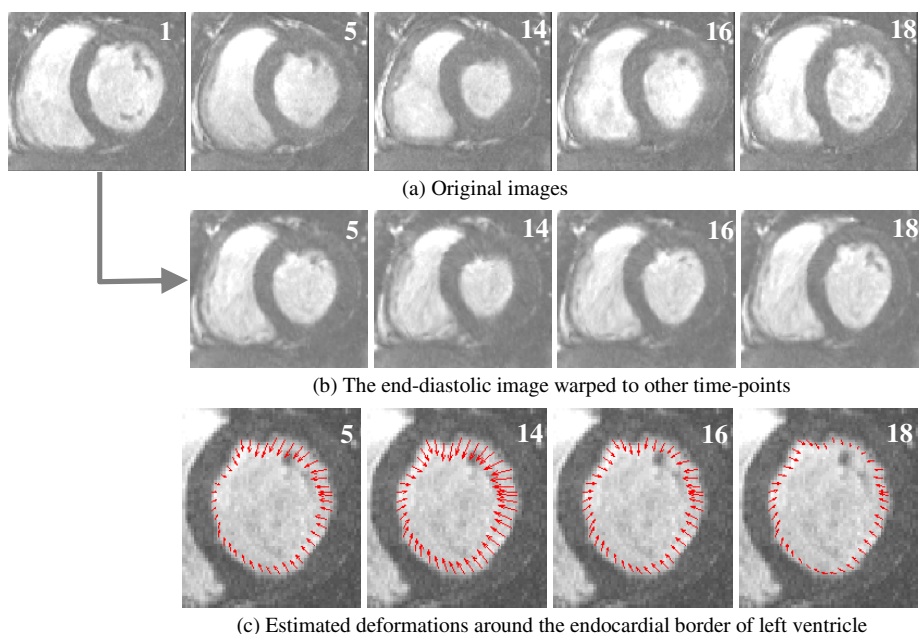 1 5 14 16 18
(a) Original images
5 14 16 18
(b) The end-diastolic image warped to other time-points
5 14 16 18
(c) Estimated deformations around the endocardial border of left ventricle